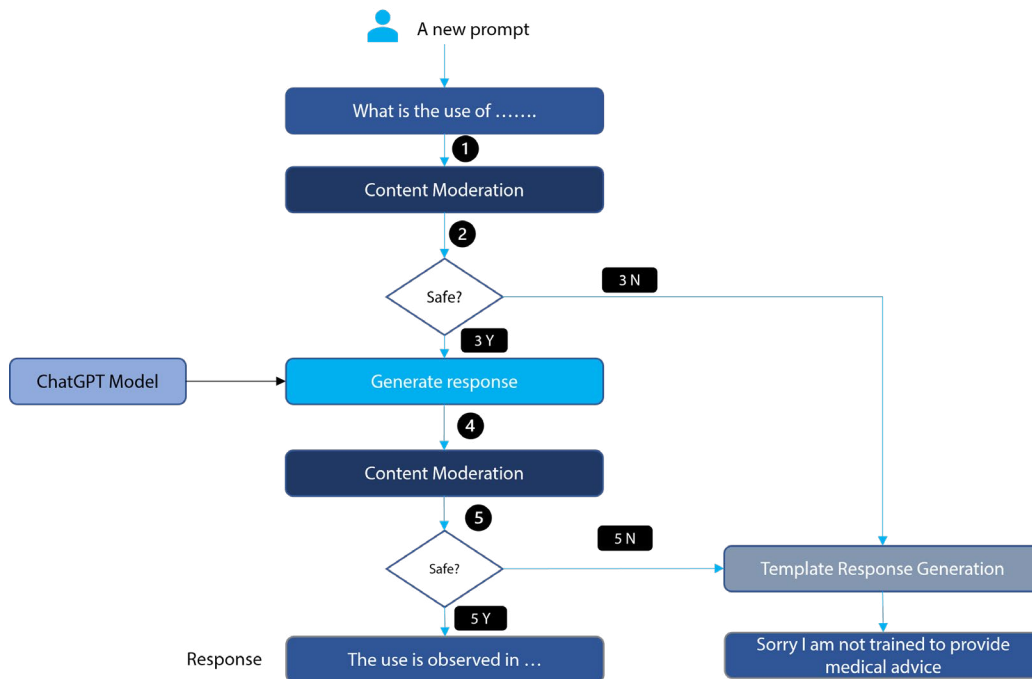 A new prompt
What is the use of .......
1
Content Moderation
2
3 N
Safe?
3 Y
ChatGPT Model
Generate response
4
Content Moderation
5
5 N
Safe?
Template Response Generation
5 Y
Response
The use is observed in ...
Sorry I am not trained to provide
medical advice